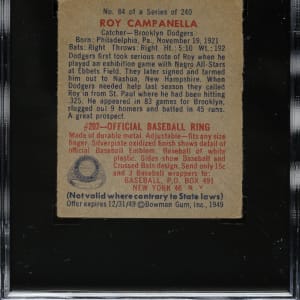 No. 84 of a Series of 240
ROY CAMPANELLA
Catcher—Brooklyn Dodgers
Born: Philadelphia, Pa., November 19, 1921
Bats: Right Throws: Right Ht.: 5:10 Wt.: 192
Dodgers first took serious note of Roy when he
played an exhibition game with Negro All-Stars
at Ebbets Field. They later signed and farmed
him out to Nashua, New Hampshire. When
Dodgers needed help last season they called
Roy in from St. Paul where he had been hitting
.325. He appeared in 83 games for Brooklyn,
slugged out 9 homers and batted in 45 runs. A
great prospect.
#202—OFFICIAL BASEBALL RING
Made of durable metal. Adjustable—fits any size
finger. Silverpiste oxidized finish shows detail of
official Baseball Emblem. Baseball is of
white plastic. Sides show Baseball and
Crossed Bats design. Send only 15c
and 3 Baseball wrappers to:
BASEBALL, P.O. BOX 491
NEW YORK 46 N. Y
(Not valid where contrary to State laws)
Offer expires 12/31/49 ©Bowman Gum, Inc., 1949